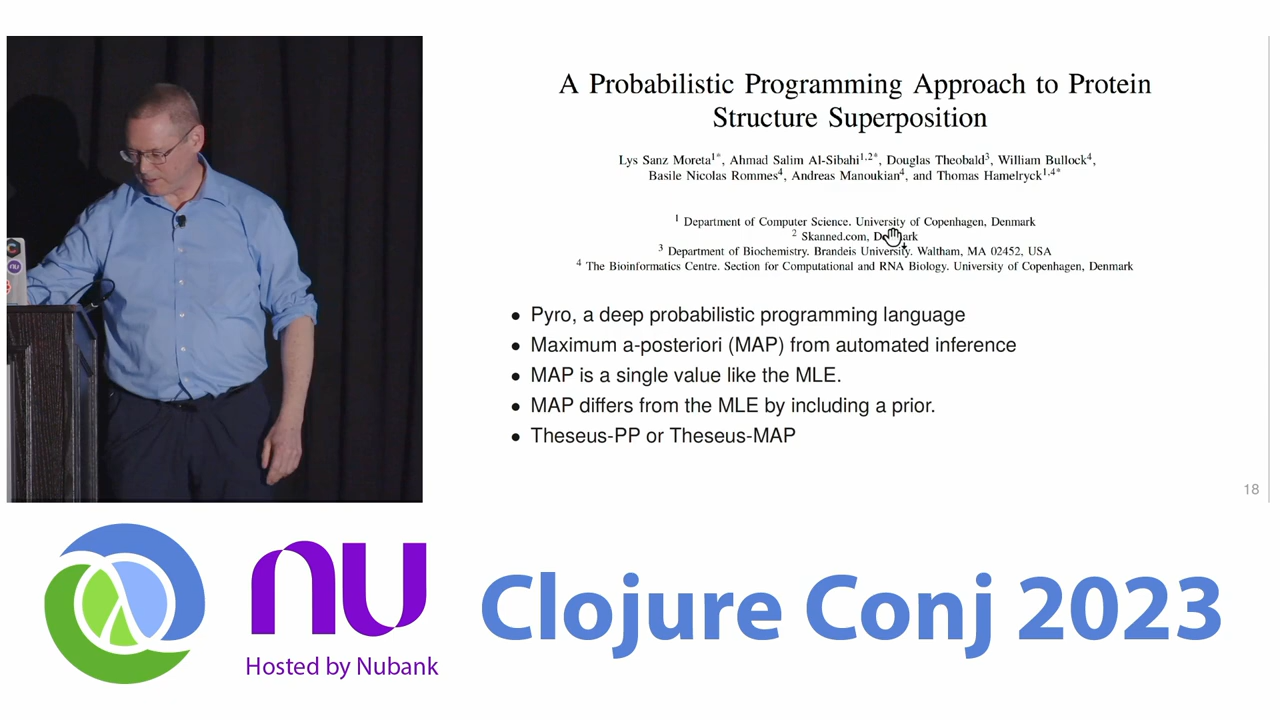 A Probabilistic Programming Approach to Protein
Structure Superposition
Lys Sanz Moreta1*, Ahmad Salim Al-Sibahi1,2*, Douglas Theobald3, William Bullock4,
Basile Nicolas Rommes4, Andreas Manoukian4, and Thomas Hamelryck1,4*
1 Department of Computer Science. University of Copenhagen, Denmark
2 Skanned.com, Denmark
3 Department of Biochemistry. Brandeis University. Waltham, MA 02452, USA
4 The Bioinformatics Centre. Section for Computational and RNA Biology. University of Copenhagen, Denmark
• Pyro, a deep probabilistic programming language
• Maximum a-posteriori (MAP) from automated inference
• MAP is a single value like the MLE.
• MAP differs from the MLE by including a prior.
• Theseus-PP or Theseus-MAP
18
nu
Hosted by Nubank
Clojure Conj 2023